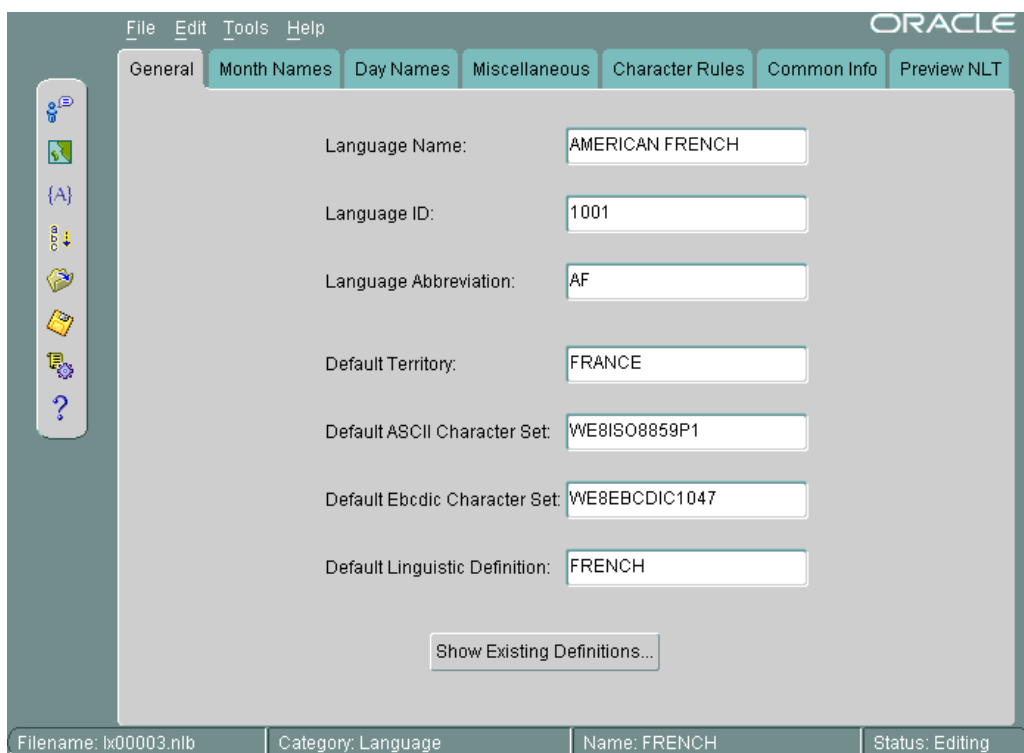 File Edit Tools Help
ORACLE
General Month Names Day Names Miscellaneous Character Rules Common Info Preview NLT
{A}
a
b
c
?
Language Name: AMERICAN FRENCH
Language ID: 1001
Language Abbreviation: AF
Default Territory: FRANCE
Default ASCII Character Set: WE8ISO8859P1
Default Ebcdic Character Set: WE8EBCDIC1047
Default Linguistic Definition: FRENCH
Show Existing Definitions...
Filename: lx00003.nlb Category: Language Name: FRENCH Status: Editing